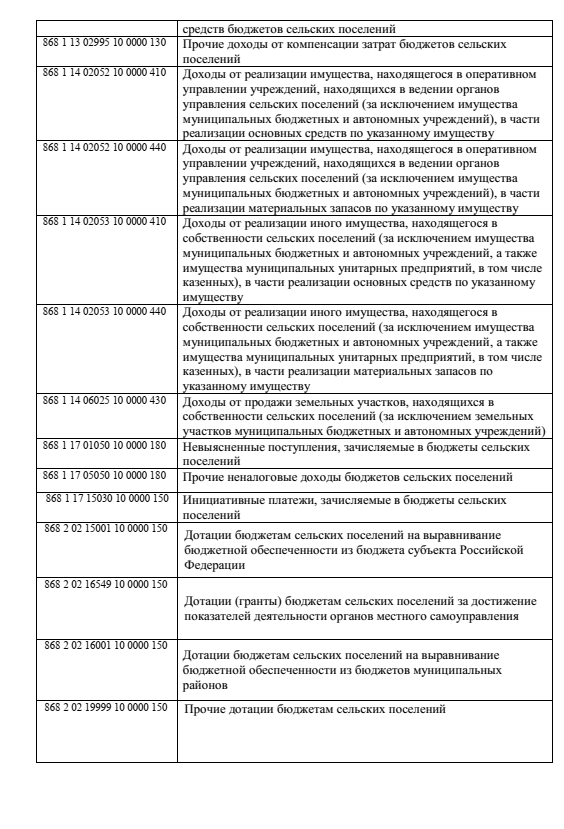 средств бюджетов сельских поселений
868 1 13 02995 10 0000 130
Прочие доходы от компенсации затрат бюджетов сельских
поселений
868 1 14 02052 10 0000 410
Доходы от реализации имущества, находящегося в оперативном
управлении учреждений, находящихся в ведении органов
управления сельских поселений (за исключением имущества
муниципальных бюджетных и автономных учреждений), в части
реализации основных средств по указанному имуществу
868 1 14 02052 10 0000 440
Доходы от реализации имущества, находящегося в оперативном
управлении учреждений, находящихся в ведении органов
управления сельских поселений (за исключением имущества
муниципальных бюджетных и автономных учреждений), в части
реализации материальных запасов по указанному имуществу
868 1 14 02053 10 0000 410
Доходы от реализации иного имущества, находящегося в
собственности сельских поселений (за исключением имущества
муниципальных бюджетных и автономных учреждений, а также
имущества муниципальных унитарных предприятий, в том числе
казенных), в части реализации основных средств по указанному
имуществу
868 1 14 02053 10 0000 440
Доходы от реализации иного имущества, находящегося в
собственности сельских поселений (за исключением имущества
муниципальных бюджетных и автономных учреждений, а также
имущества муниципальных унитарных предприятий, в том числе
казенных), в части реализации материальных запасов по
указанному имуществу
868 1 14 06025 10 0000 430
Доходы от продажи земельных участков, находящихся в
собственности сельских поселений (за исключением земельных
участков муниципальных бюджетных и автономных учреждений)
868 1 17 01050 10 0000 180
Невыясненные поступления, зачисляемые в бюджеты сельских
поселений
868 1 17 05050 10 0000 180
Прочие неналоговые доходы бюджетов сельских поселений
868 1 17 15030 10 0000 150
Инициативные платежи, зачисляемые в бюджеты сельских
поселений
868 2 02 15001 10 0000 150
Дотации бюджетам сельских поселений на выравнивание
бюджетной обеспеченности из бюджета субъекта Российской
Федерации
868 2 02 16549 10 0000 150
Дотации (гранты) бюджетам сельских поселений за достижение
показателей деятельности органов местного самоуправления
868 2 02 16001 10 0000 150
Дотации бюджетам сельских поселений на выравнивание
бюджетной обеспеченности из бюджетов муниципальных
районов
868 2 02 19999 10 0000 150
Прочие дотации бюджетам сельских поселений